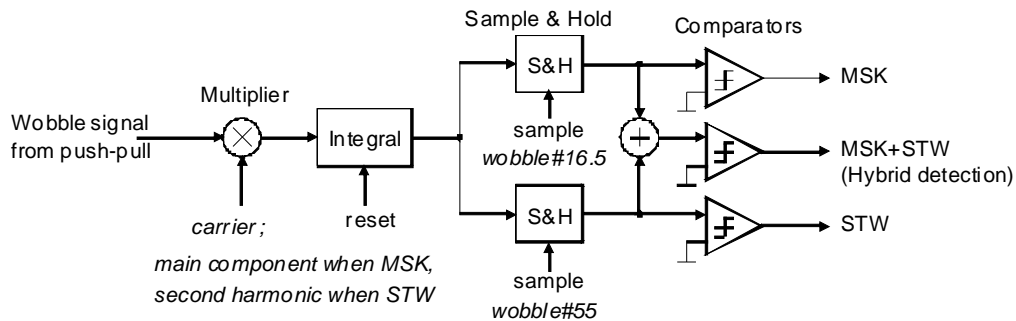 Sample & Hold
Comparators
S&H
MSK
Multiplier
Wobble signal
from push-pull
Integral
sample
wobble#16.5
MSK+STW
(Hybrid detection)
carrier ;
reset
S&H
STW
main component when MSK,
second harmonic when STW
sample
wobble#55